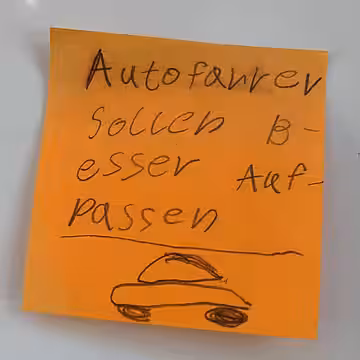 Autofahrer
Sollen B-
esser Auf-
passen